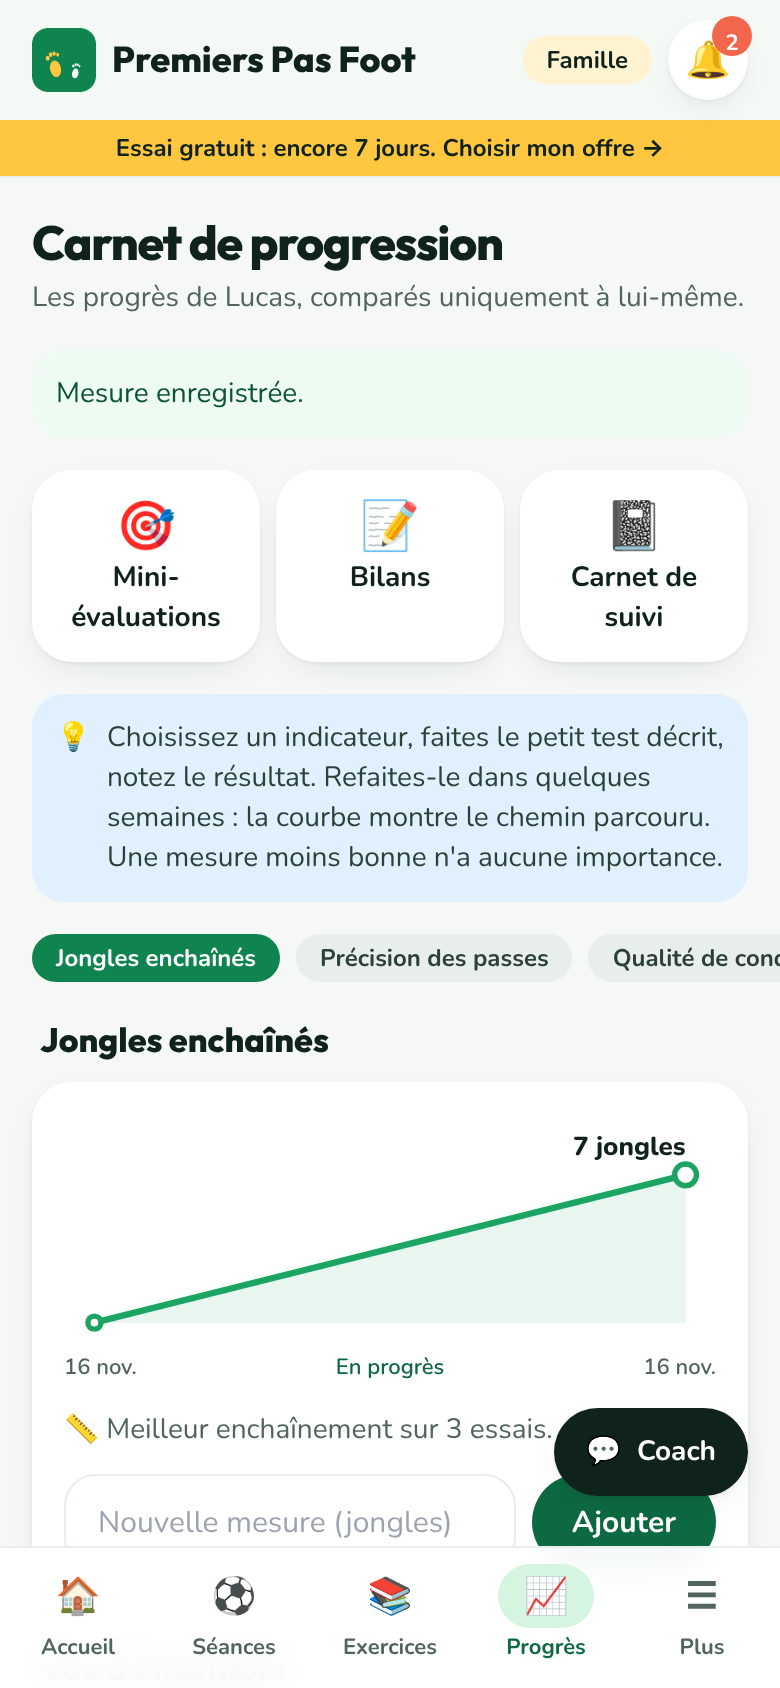 Premiers Pas Foot
Famille
2
Essai gratuit : encore 7 jours. Choisir mon offre →
Carnet de progression
Les progrès de Lucas, comparés uniquement à lui-même.
Mesure enregistrée.
Mini-
évaluations
Bilans
Carnet de
suivi
Choisissez un indicateur, faites le petit test décrit,
notez le résultat. Refaites-le dans quelques
semaines : la courbe montre le chemin parcouru.
Une mesure moins bonne n'a aucune importance.
Jongles enchaînés
Précision des passes
Qualité de cond
Jongles enchaînés
7 jongles
16 nov.
En progrès
16 nov.
Meilleur enchaînement sur 3 essais.
Coach
Nouvelle mesure (jongles)
Ajouter
Accueil
Séances
Exercices
Progrès
Plus